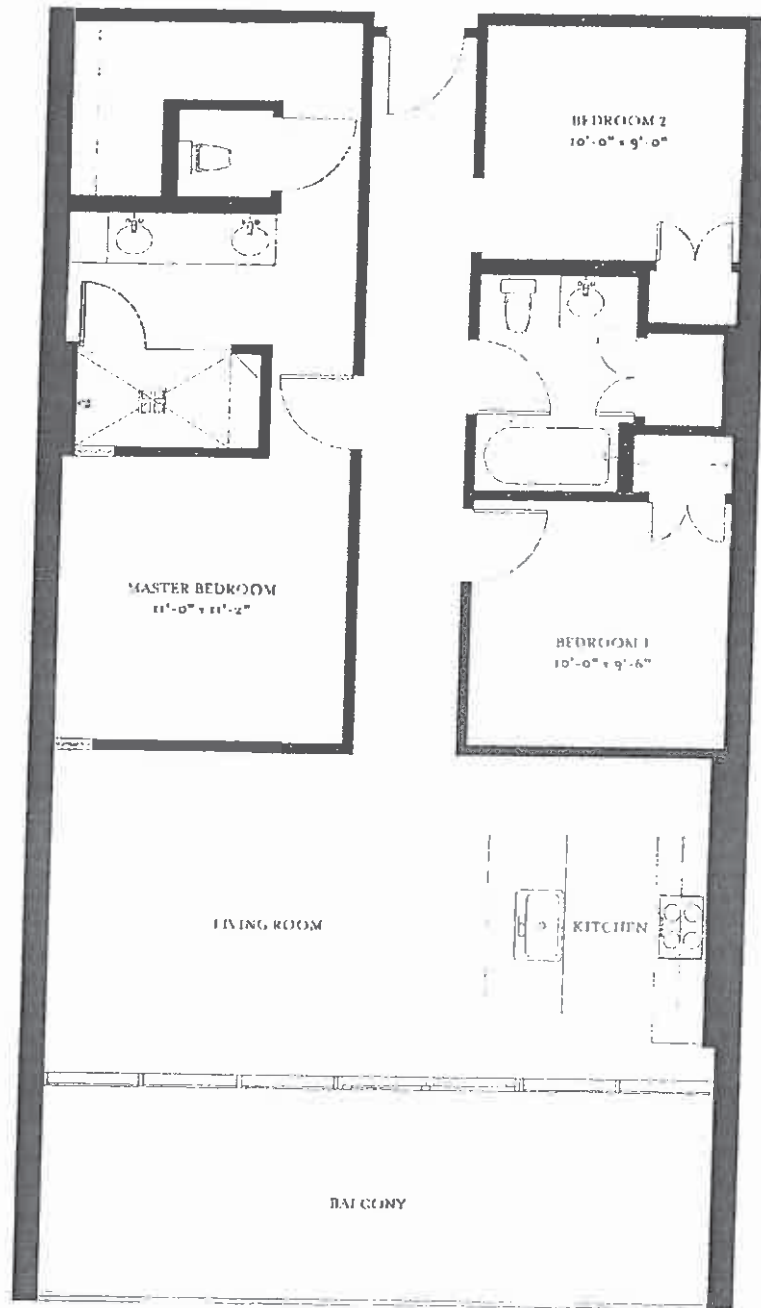 BEDROOM 2
10'-0" x 9'-0"
MASTER BEDROOM
11'-0" x 11'-2"
BEDROOM 1
10'-0" x 9'-6"
LIVING ROOM
KITCHEN
BALCONY